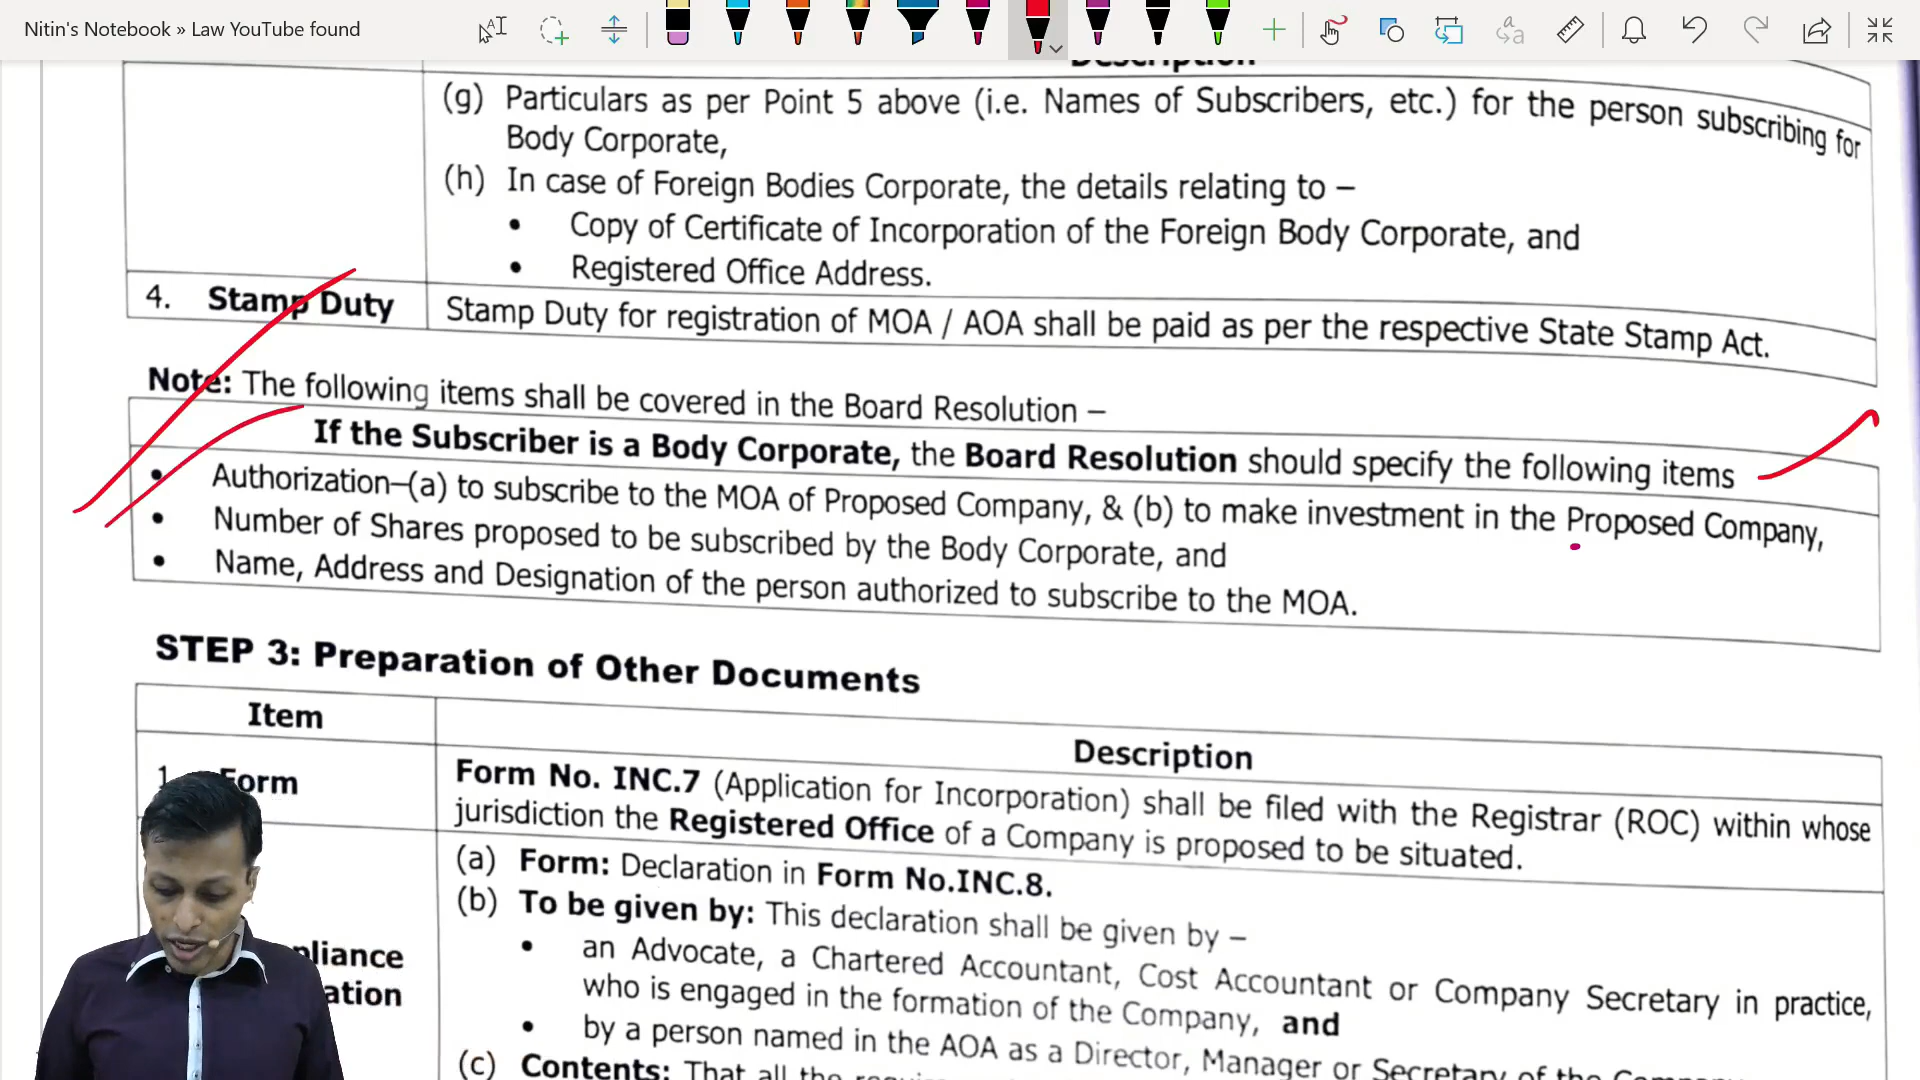 Nitin's Notebook » Law YouTube found
Description
(g) Particulars as per Point 5 above (i.e. Names of Subscribers, etc.) for the person subscribing for
Body Corporate,
(h) In case of Foreign Bodies Corporate, the details relating to –
• Copy of Certificate of Incorporation of the Foreign Body Corporate, and
• Registered Office Address.
4. Stamp Duty Stamp Duty for registration of MOA / AOA shall be paid as per the respective State Stamp Act.
Note: The following items shall be covered in the Board Resolution –
If the Subscriber is a Body Corporate, the Board Resolution should specify the following items
• Authorization–(a) to subscribe to the MOA of Proposed Company, & (b) to make investment in the Proposed Company,
• Number of Shares proposed to be subscribed by the Body Corporate, and
• Name, Address and Designation of the person authorized to subscribe to the MOA.
STEP 3: Preparation of Other Documents
Item
Description
1. Form
Form No. INC.7 (Application for Incorporation) shall be filed with the Registrar (ROC) within whose
jurisdiction the Registered Office of a Company is proposed to be situated.
(a) Form: Declaration in Form No.INC.8.
(b) To be given by: This declaration shall be given by –
• an Advocate, a Chartered Accountant, Cost Accountant or Company Secretary in practice,
who is engaged in the formation of the Company, and
• by a person named in the AOA as a Director, Manager or Secretary of the Company.
(c) Contents: That all the